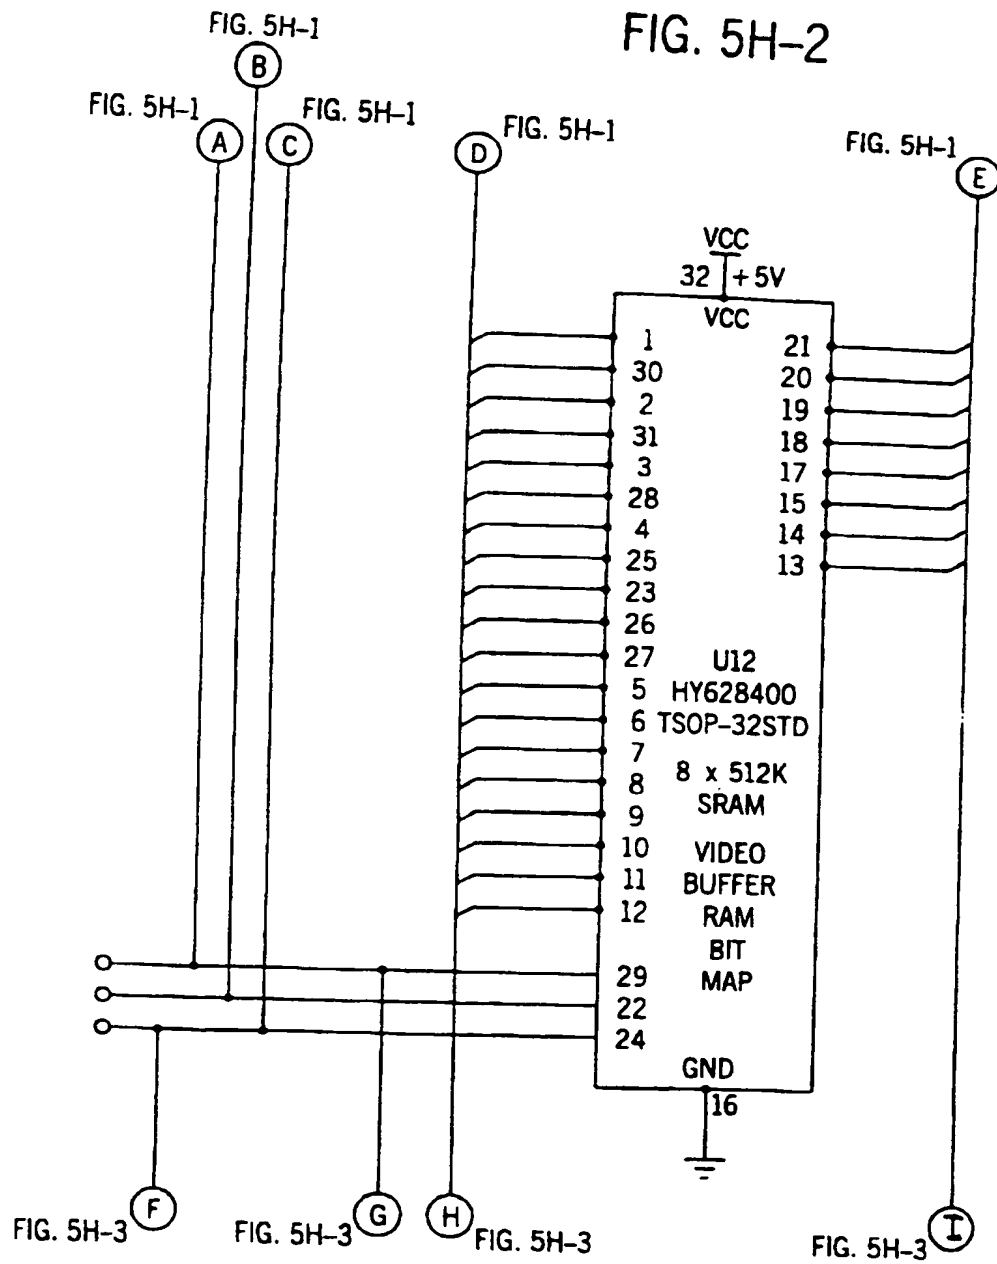 FIG. 5H-2
FIG. 5H-1
B
FIG. 5H-1
A
C
FIG. 5H-1
D
FIG. 5H-1
FIG. 5H-1
E
VCC
32 +5V
VCC
1
30
2
31
3
28
4
25
23
26
27
5
6
7
8
9
10
11
12
29
22
24
21
20
19
18
17
15
14
13
U12
HY628400
TSOP-32STD
8 x 512K
SRAM
VIDEO
BUFFER
RAM
BIT
MAP
GND
16
FIG. 5H-3
F
FIG. 5H-3
G
H
FIG. 5H-3
FIG. 5H-3
I